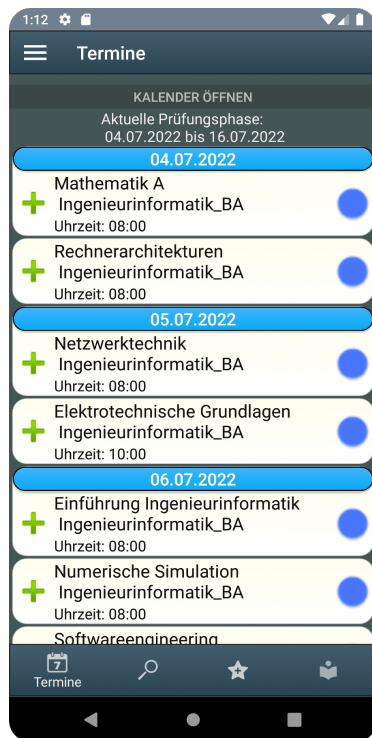 1:12
Termine
KALENDER ÖFFNEN
Aktuelle Prüfungsphase:
04.07.2022 bis 16.07.2022
04.07.2022
Mathematik A
Ingenieurinformatik_BA
Uhrzeit: 08:00
Rechnerarchitekturen
Ingenieurinformatik_BA
Uhrzeit: 08:00
05.07.2022
Netzwerktechnik
Ingenieurinformatik_BA
Uhrzeit: 08:00
Elektrotechnische Grundlagen
Ingenieurinformatik_BA
Uhrzeit: 10:00
06.07.2022
Einführung Ingenieurinformatik
Ingenieurinformatik_BA
Uhrzeit: 08:00
Numerische Simulation
Ingenieurinformatik_BA
Uhrzeit: 08:00
Softwareengineering
7
Termine